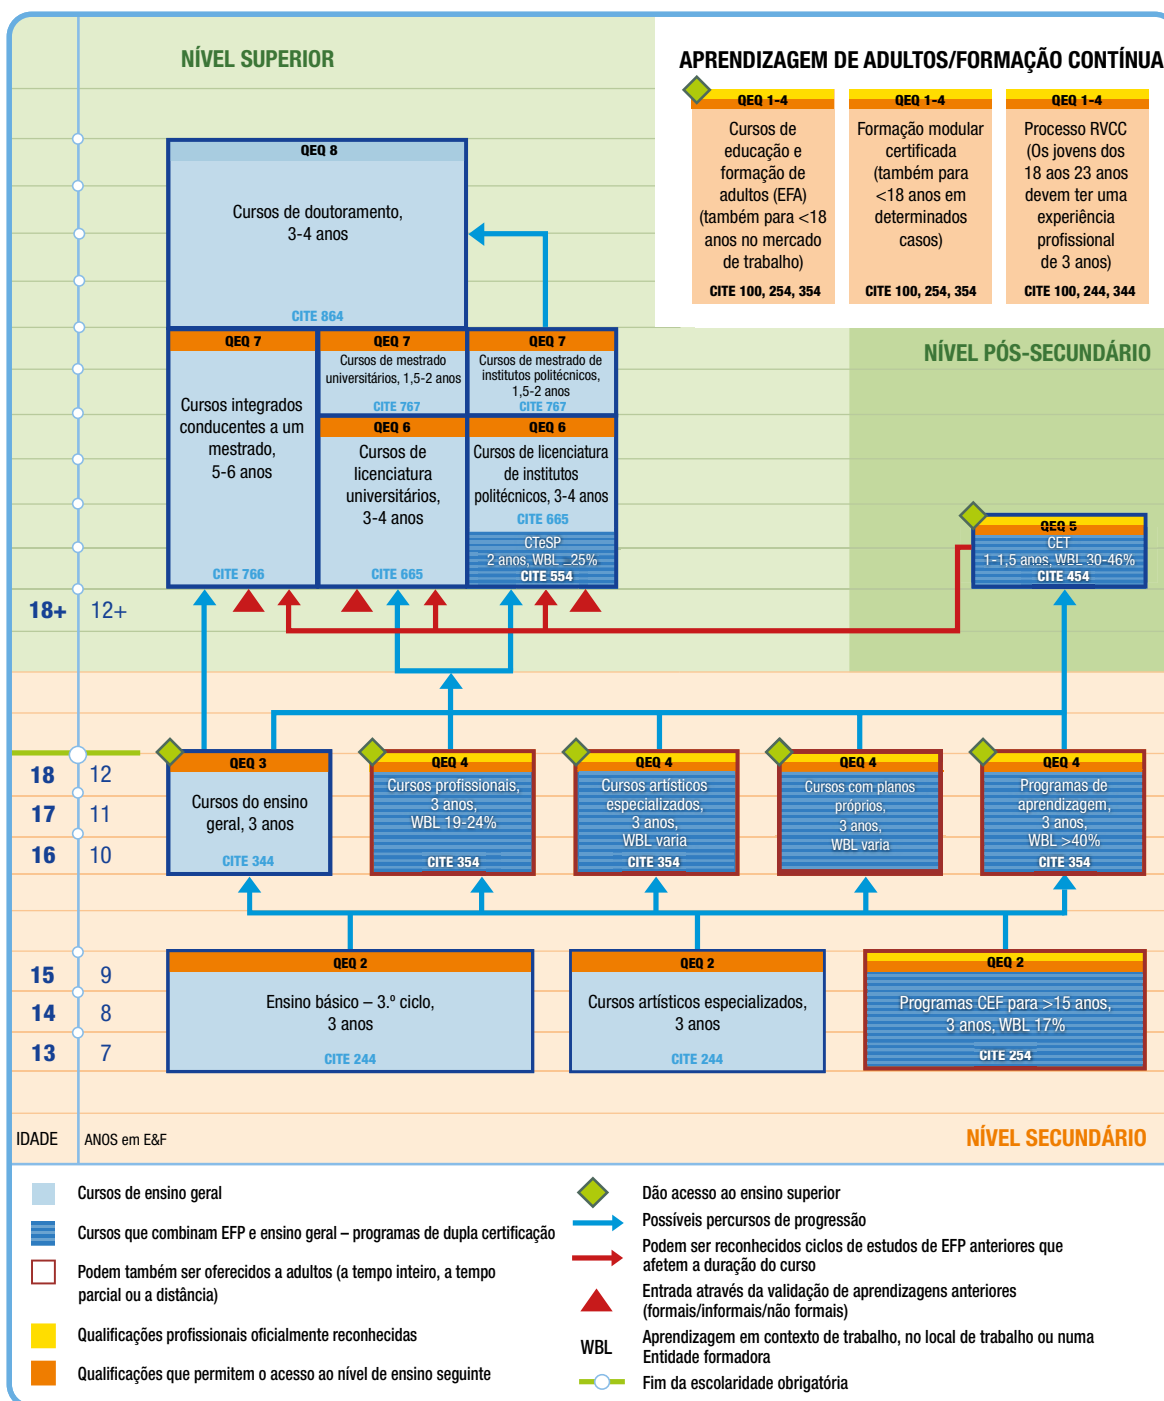 NÍVEL SUPERIOR
APRENDIZAGEM DE ADULTOS/FORMAÇÃO CONTÍNUA
QEQ 1-4
Cursos de
educação e
formação de
adultos (EFA)
(também para <18
anos no mercado
de trabalho)
CITE 100, 254, 354
QEQ 1-4
Formação modular
certificada
(também para
<18 anos em
determinados
casos)
CITE 100, 254, 354
QEQ 1-4
Processo RVCC
(Os jovens dos
18 aos 23 anos
devem ter uma
experiência
profissional
de 3 anos)
CITE 100, 244, 344
QEQ 8
Cursos de doutoramento,
3-4 anos
CITE 864
NÍVEL PÓS-SECUNDÁRIO
QEQ 7
Cursos integrados
conducentes a um
mestrado,
5-6 anos
CITE 766
QEQ 7
Cursos de mestrado
universitários, 1,5-2 anos
CITE 767
QEQ 7
Cursos de mestrado de
institutos politécnicos,
1,5-2 anos
CITE 767
QEQ 6
Cursos de
licenciatura
universitários,
3-4 anos
CITE 665
QEQ 6
Cursos de licenciatura
de institutos
politécnicos, 3-4 anos
CITE 665
CTeSP
2 anos, WBL ≥25%
CITE 554
QEQ 5
CET
1-1,5 anos, WBL 30-46%
CITE 454
18+ 12+
18 12
17 11
16 10
QEQ 3
Cursos do ensino
geral, 3 anos
CITE 344
QEQ 4
Cursos profissionais,
3 anos,
WBL 19-24%
CITE 354
QEQ 4
Cursos artísticos
especializados,
3 anos,
WBL varia
CITE 354
QEQ 4
Cursos com planos
próprios,
3 anos,
WBL varia
QEQ 4
Programas de
aprendizagem,
3 anos,
WBL >40%
CITE 354
15 9
14 8
13 7
QEQ 2
Ensino básico – 3.º ciclo,
3 anos
CITE 244
QEQ 2
Cursos artísticos especializados,
3 anos
CITE 244
QEQ 2
Programas CEF para >15 anos,
3 anos, WBL 17%
CITE 254
IDADE ANOS em E&F
NÍVEL SECUNDÁRIO
Cursos de ensino geral
Cursos que combinam EFP e ensino geral – programas de dupla certificação
Podem também ser oferecidos a adultos (a tempo inteiro, a tempo
parcial ou a distância)
Qualificações profissionais oficialmente reconhecidas
Qualificações que permitem o acesso ao nível de ensino seguinte
Dão acesso ao ensino superior
Possíveis percursos de progressão
Podem ser reconhecidos ciclos de estudos de EFP anteriores que
afetem a duração do curso
Entrada através da validação de aprendizagens anteriores
(formais/informais/não formais)
WBL Aprendizagem em contexto de trabalho, no local de trabalho ou numa
Entidade formadora
Fim da escolaridade obrigatória